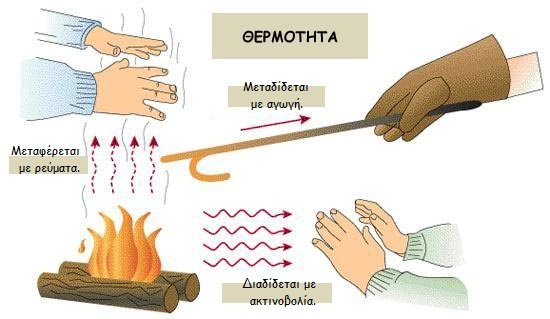 ΘΕΡΜΟΤΗΤΑ
Μεταδίδεται
με αγωγή.
Μεταφέρεται
με ρεύματα.
Διαδίδεται με
ακτινοβολία.